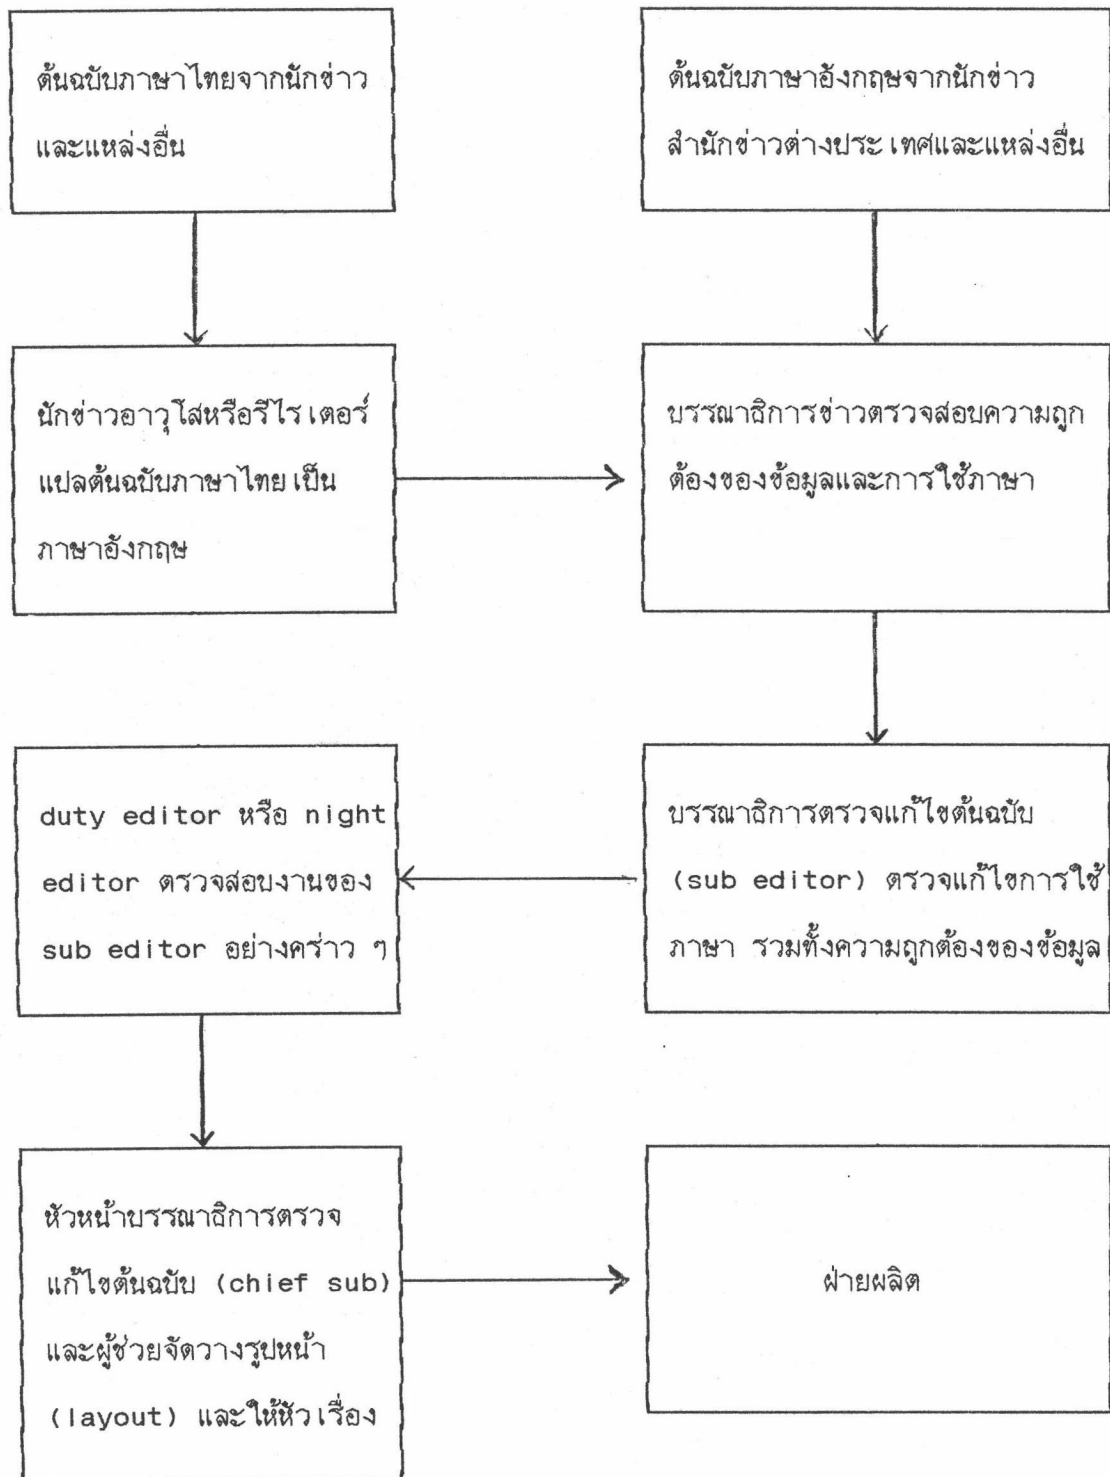 ต้นฉบับภาษาไทยจากนักข่าว
และแหล่งอื่น
ต้นฉบับภาษาอังกฤษจากนักข่าว
สำนักข่าวต่างประเทศและแหล่งอื่น
นักข่าวอาวุโสหรือรีไรเตอร์
แปลต้นฉบับภาษาไทยเป็น
ภาษาอังกฤษ
บรรณาธิการข่าวตรวจสอบความถูก
ต้องของข้อมูลและการใช้ภาษา
บรรณาธิการตรวจแก้ไขต้นฉบับ
(sub editor) ตรวจแก้ไขการใช้
ภาษา รวมทั้งความถูกต้องของข้อมูล
duty editor หรือ night
editor ตรวจสอบงานของ
sub editor อย่างคร่าว ๆ
หัวหน้าบรรณาธิการตรวจ
แก้ไขต้นฉบับ (chief sub)
และผู้ช่วยจัดวางรูปหน้า
(layout) และให้หัวเรื่อง
ฝ่ายผลิต